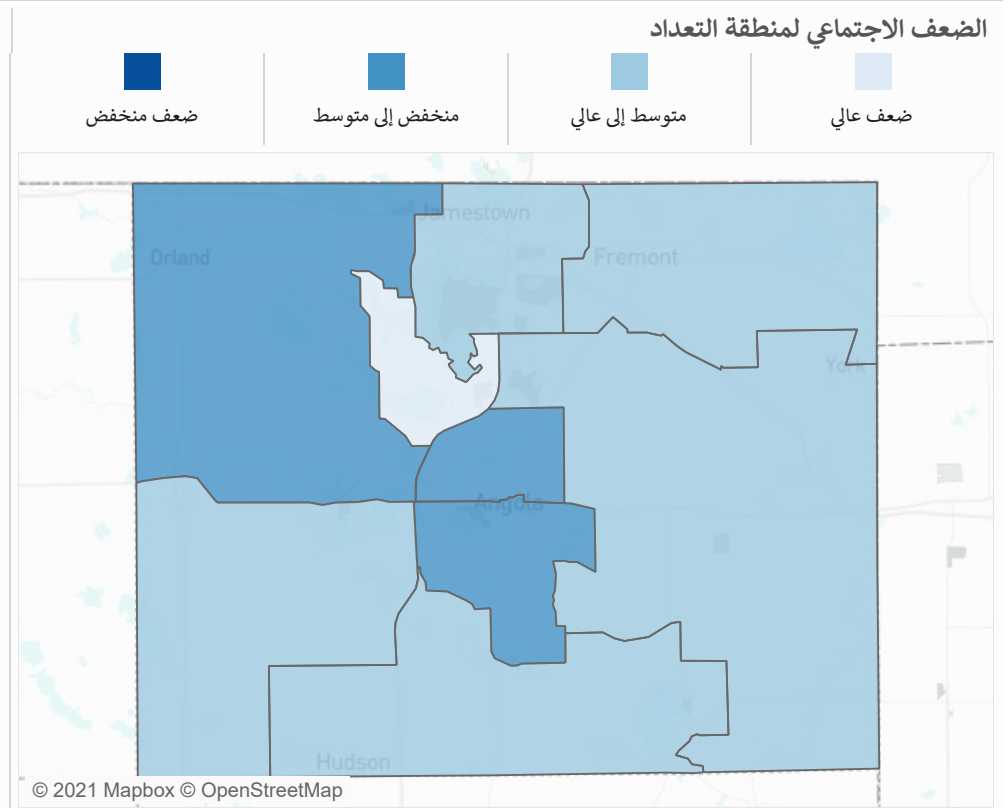 الضعف الاجتماعي لمنطقة التعداد
ضعف عالي
متوسط إلى عالي
منخفض إلى متوسط
ضعف منخفض
Jamestown
Orland
Fremont
York
Angola
Hudson
© 2021 Mapbox © OpenStreetMap